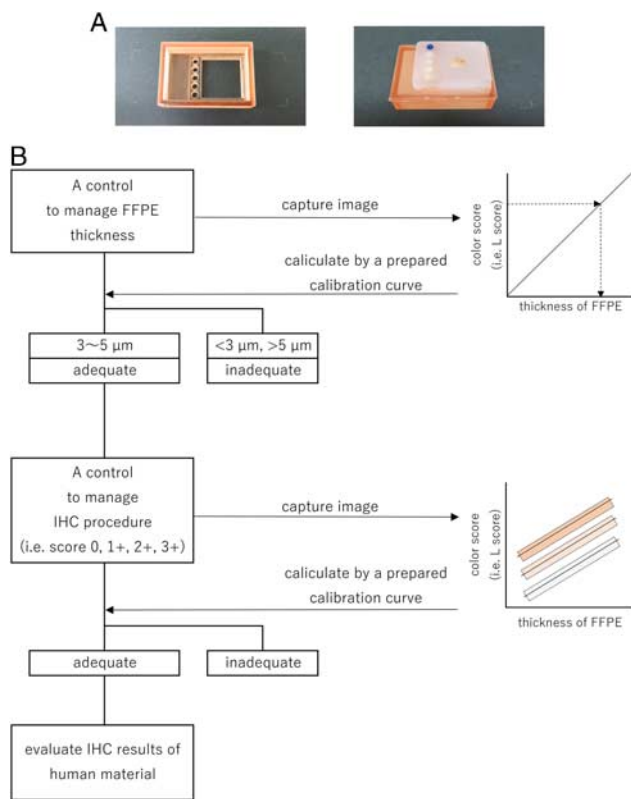 A
B
A control
to manage FFPE
thickness
capture image
color score
(i.e. L score)
thickness of FFPE
caliculate by a prepared
calibration curve
3〜5 μm
<3 μm, >5 μm
adequate
inadequate
A control
to manage
IHC procedure
(i.e. score 0, 1+, 2+, 3+)
capture image
color score
(i.e. L score)
thickness of FFPE
caliculate by a prepared
calibration curve
adequate
inadequate
evaluate IHC results of
human material